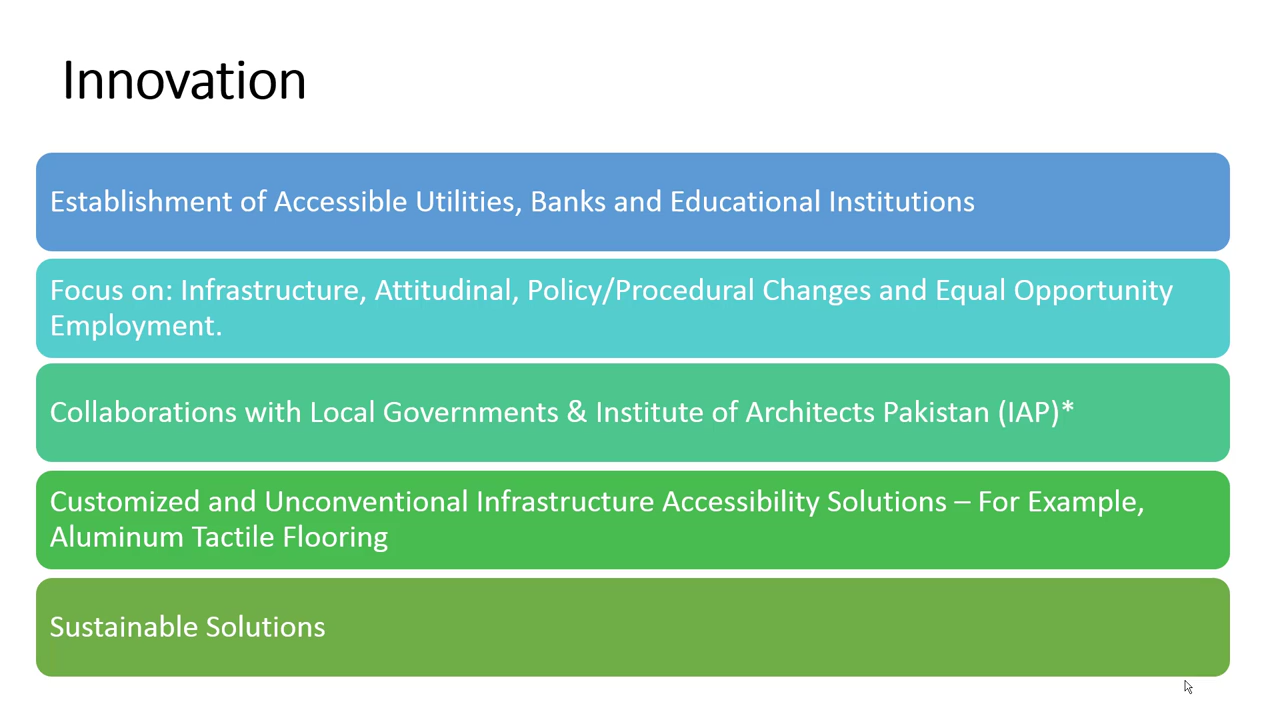 Innovation
Establishment of Accessible Utilities, Banks and Educational Institutions
Focus on: Infrastructure, Attitudinal, Policy/Procedural Changes and Equal Opportunity
Employment.
Collaborations with Local Governments & Institute of Architects Pakistan (IAP)*
Customized and Unconventional Infrastructure Accessibility Solutions – For Example,
Aluminum Tactile Flooring
Sustainable Solutions